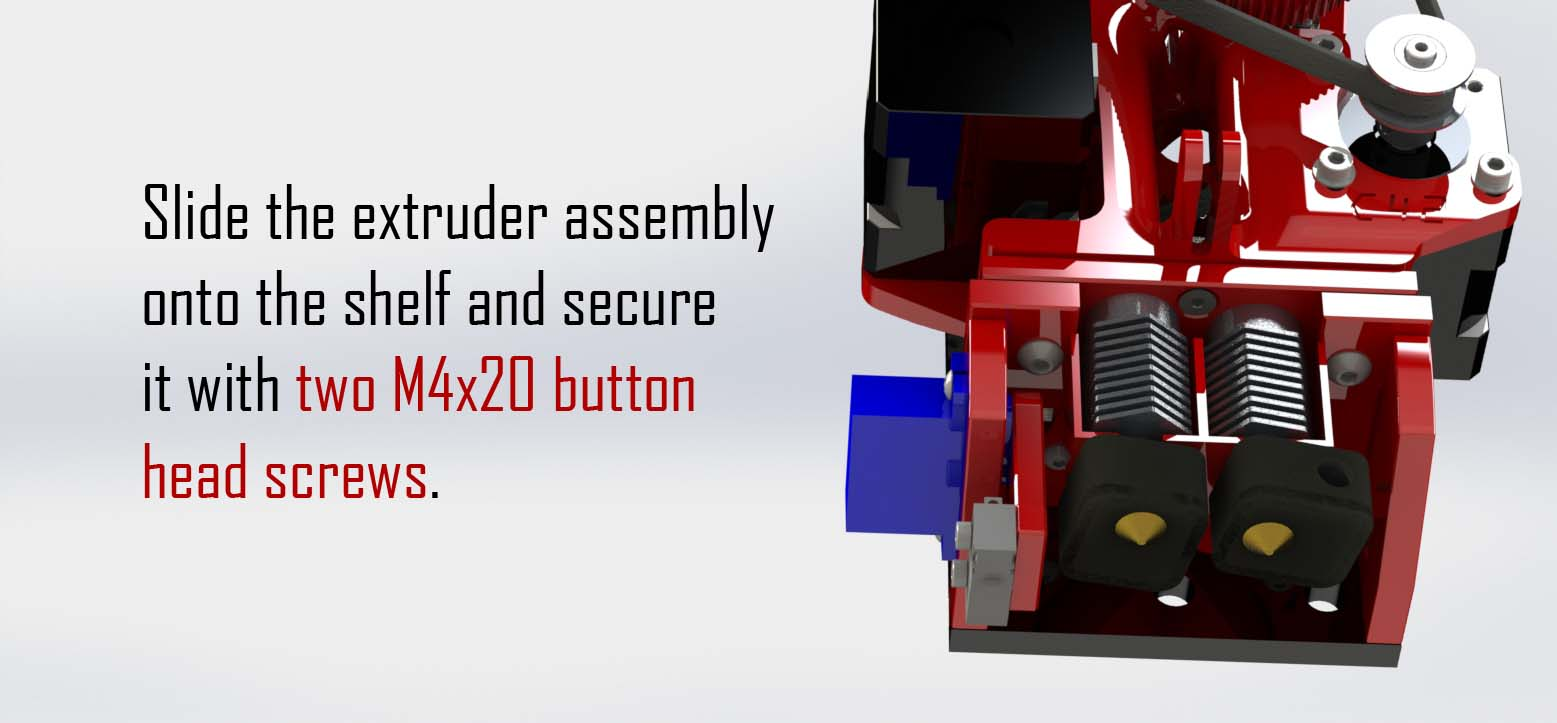 Slide the extruder assembly
onto the shelf and secure
it with two M4x20 button
head screws.